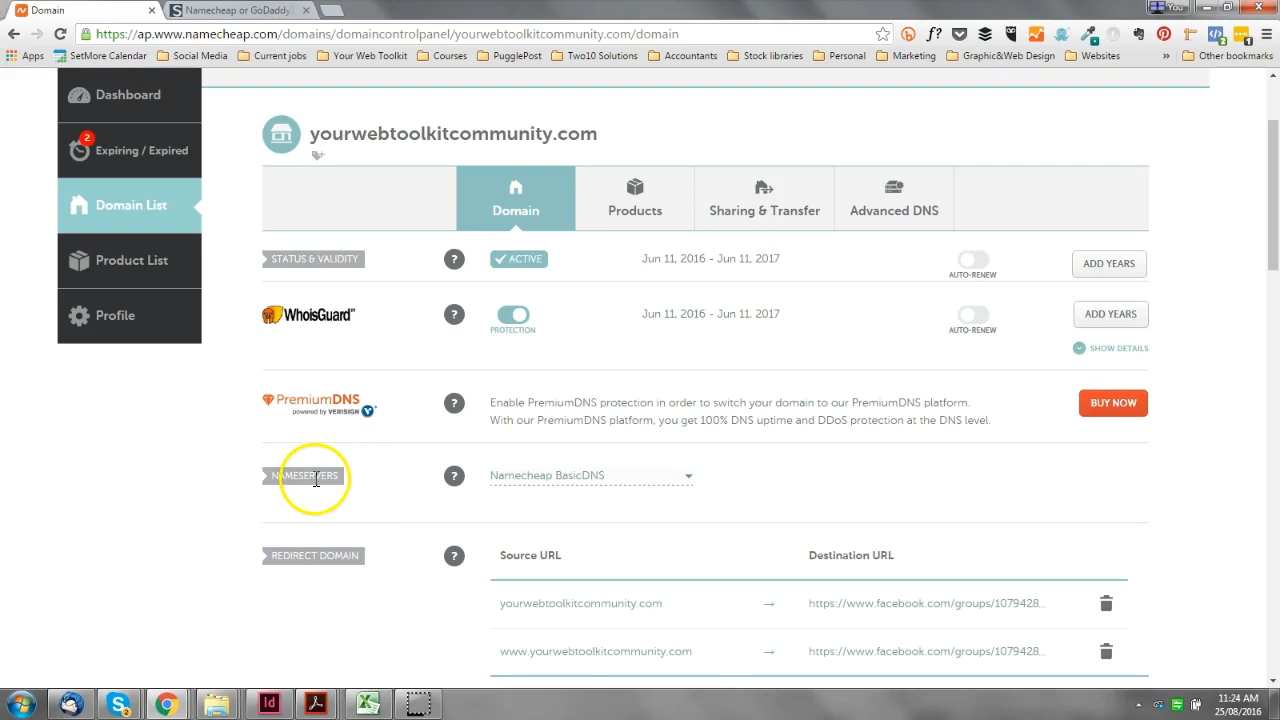 Domain
Namecheap or GoDaddy
You
https://ap.www.namecheap.com/domains/domaincontrolpanel/yourwebtoolkitcommunity.com/domain
Apps SetMore Calendar Social Media Current jobs Your Web Toolkit Courses PugglePost Two10 Solutions Accountants Stock libraries Personal Marketing Graphic&Web Design Websites » Other bookmarks
Dashboard
2
Expiring / Expired
Domain List
Product List
Profile
yourwebtoolkitcommunity.com
Domain Products Sharing & Transfer Advanced DNS
STATUS & VALIDITY ? ACTIVE Jun 11, 2016 - Jun 11, 2017 AUTO-RENEW ADD YEARS
WhoisGuard ? PROTECTION Jun 11, 2016 - Jun 11, 2017 AUTO-RENEW ADD YEARS
SHOW DETAILS
PremiumDNS
powered by VERISIGN
? Enable PremiumDNS protection in order to switch your domain to our PremiumDNS platform.
With our PremiumDNS platform, you get 100% DNS uptime and DDoS protection at the DNS level.
BUY NOW
NAMESERVERS ? Namecheap BasicDNS
REDIRECT DOMAIN ? Source URL Destination URL
yourwebtoolkitcommunity.com → https://www.facebook.com/groups/1079428...
www.yourwebtoolkitcommunity.com → https://www.facebook.com/groups/1079428...
11:24 AM
25/08/2016